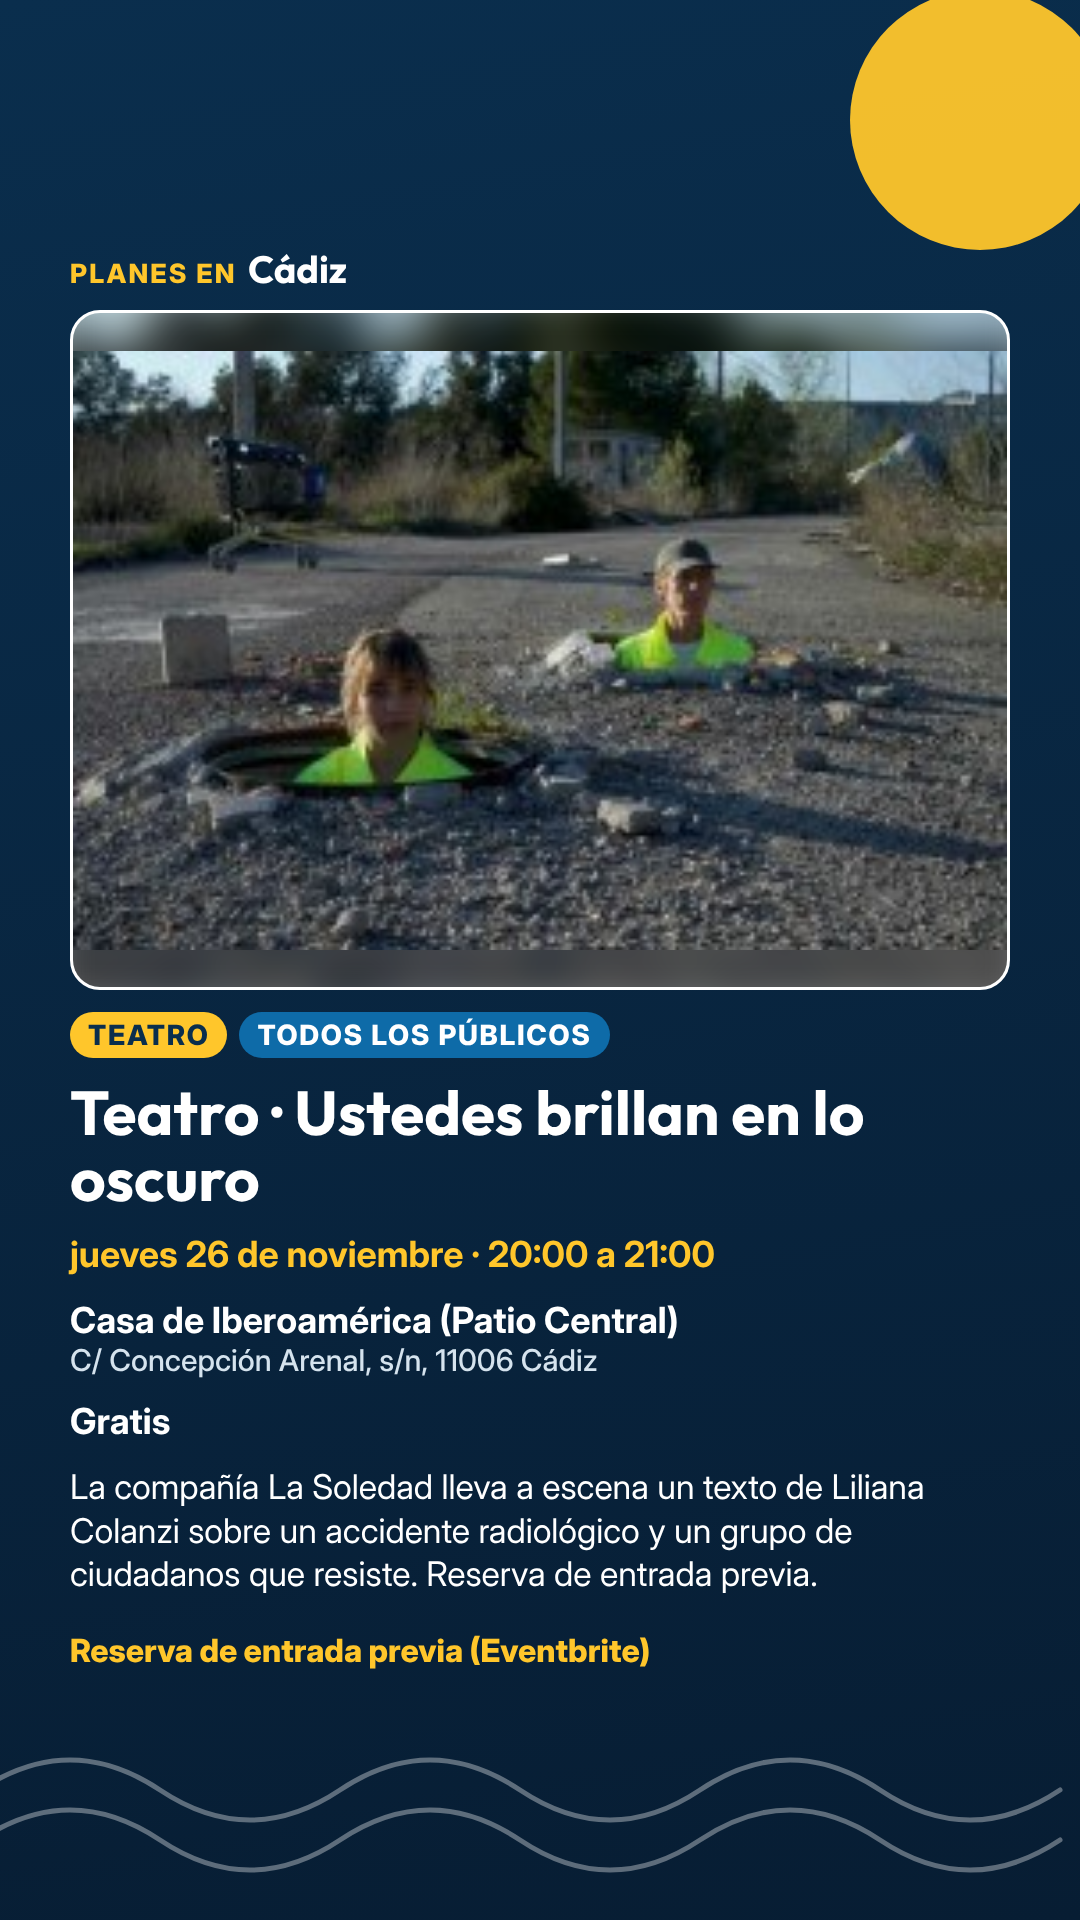 PLANES EN Cádiz
TEATRO
TODOS LOS PÚBLICOS
Teatro · Ustedes brillan en lo
oscuro
jueves 26 de noviembre · 20:00 a 21:00
Casa de Iberoamérica (Patio Central)
C/ Concepción Arenal, s/n, 11006 Cádiz
Gratis
La compañía La Soledad lleva a escena un texto de Liliana
Colanzi sobre un accidente radiológico y un grupo de
ciudadanos que resiste. Reserva de entrada previa.
Reserva de entrada previa (Eventbrite)